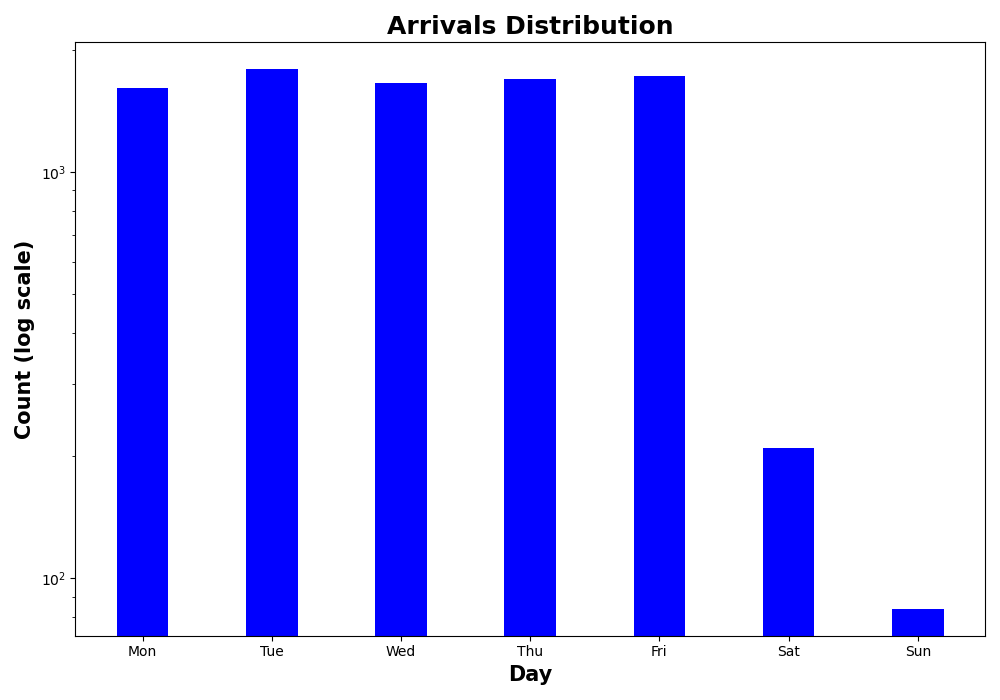 Arrivals Distribution
Count (log scale)
10³
10²
Mon Tue Wed Thu Fri Sat Sun
Day